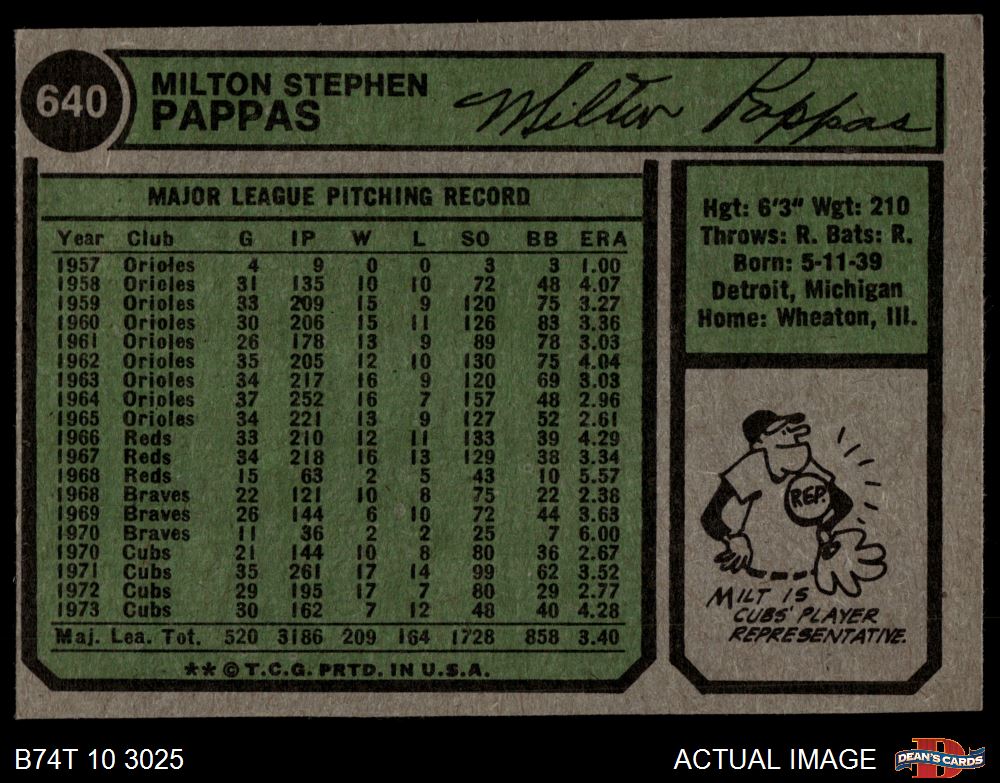 640
MILTON STEPHEN
PAPPAS
Milton Pappas
MAJOR LEAGUE PITCHING RECORD
Year Club G IP W L SO BB ERA
1957 Orioles 4 9 0 0 3 3 1.00
1958 Orioles 31 135 10 10 72 48 4.07
1959 Orioles 33 209 15 9 120 75 3.27
1960 Orioles 30 206 15 11 126 83 3.36
1961 Orioles 26 178 13 9 89 78 3.03
1962 Orioles 35 205 12 10 130 75 4.04
1963 Orioles 34 217 16 9 120 69 3.03
1964 Orioles 37 252 16 7 157 48 2.96
1965 Orioles 34 221 13 9 127 52 2.61
1966 Reds 33 210 12 11 133 39 4.29
1967 Reds 34 218 16 13 129 38 3.34
1968 Reds 15 63 2 5 43 10 5.57
1968 Braves 22 121 10 8 75 22 2.38
1969 Braves 26 144 6 10 72 44 3.63
1970 Braves 11 36 2 2 25 7 6.00
1970 Cubs 21 144 10 8 80 36 2.67
1971 Cubs 35 261 17 14 99 62 3.52
1972 Cubs 29 195 17 7 80 29 2.77
1973 Cubs 30 162 7 12 48 40 4.28
Maj. Lea. Tot. 520 3186 209 164 1728 858 3.40
**©T.C.G. PRTD. IN U.S.A.
Hgt: 6'3" Wgt: 210
Throws: R. Bats: R.
Born: 5-11-39
Detroit, Michigan
Home: Wheaton, Ill.
REP.
MILT IS
CUBS' PLAYER
REPRESENTATIVE.
B74T 10 3025
ACTUAL IMAGE
D
DEAN'S CARDS